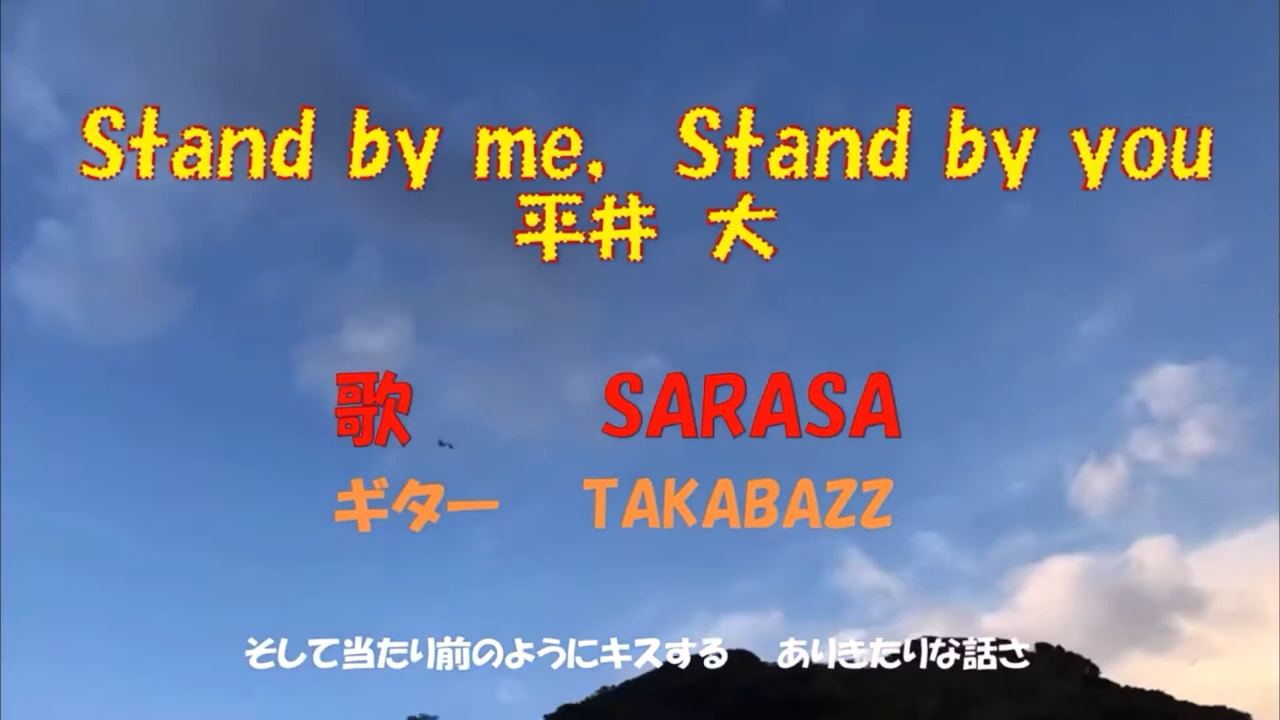 Stand by me, Stand by you
平井 大
歌 SARASA
ギター TAKABAZZ
そして当たり前のようにキスする ありきたりな話さ